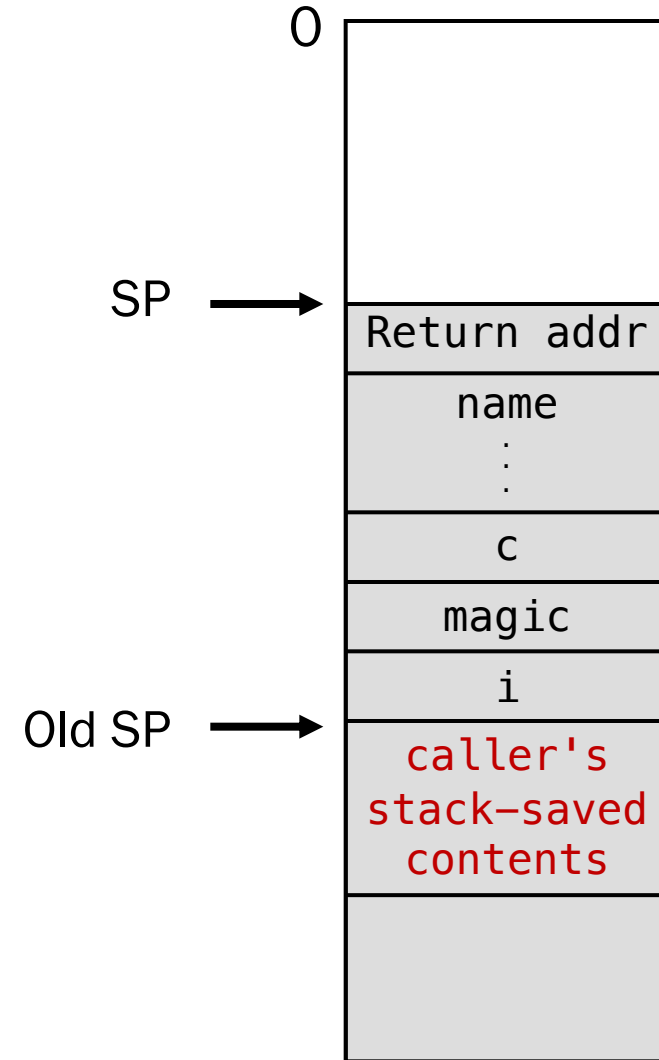 0
SP
Return addr
name
.
.
.
c
magic
i
Old SP
caller's
stack-saved
contents